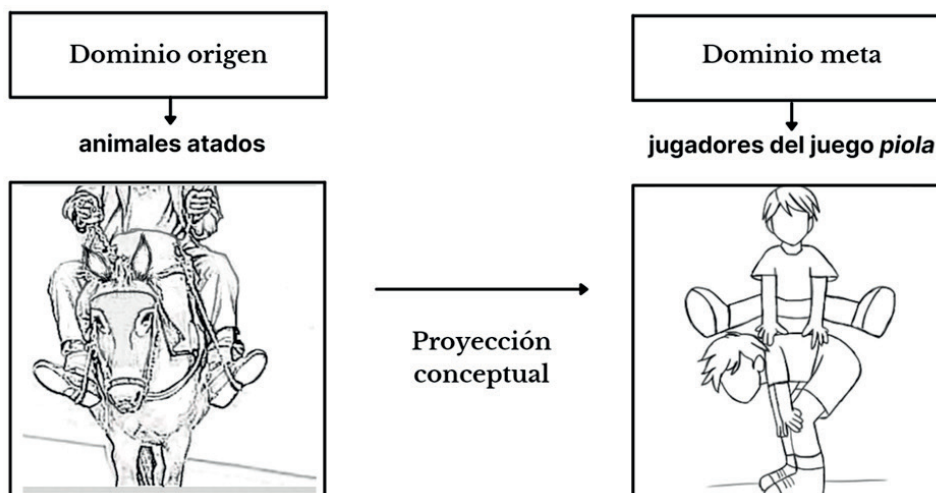 Dominio origen
Dominio meta
animales atados
jugadores del juego piola
Proyección
conceptual